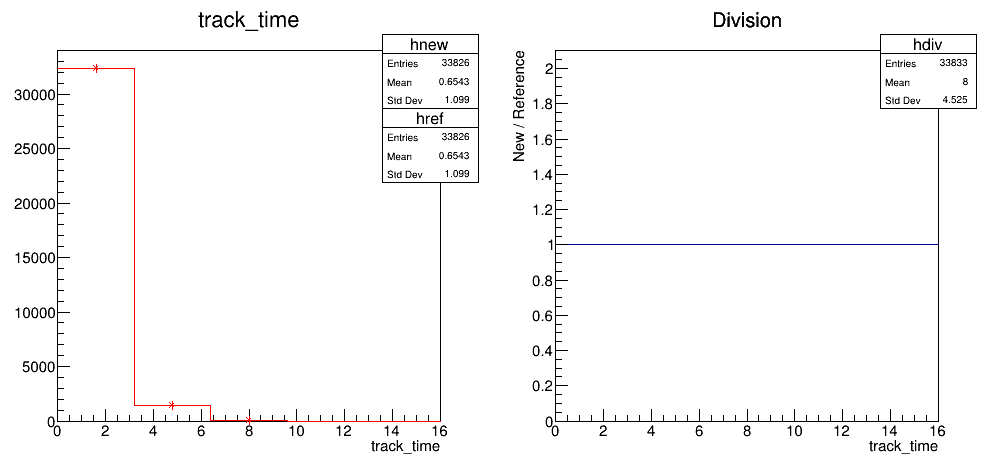 track_time
hnew
Entries 33826
Mean 0.6543
Std Dev 1.099
href
Entries 33826
Mean 0.6543
Std Dev 1.099
30000
25000
20000
15000
10000
5000
0
0 2 4 6 8 10 12 14 16
track_time
Division
hdiv
Entries 33833
Mean 8
Std Dev 4.525
New / Reference
2
1.8
1.6
1.4
1.2
1
0.8
0.6
0.4
0.2
0
0 2 4 6 8 10 12 14 16
track_time